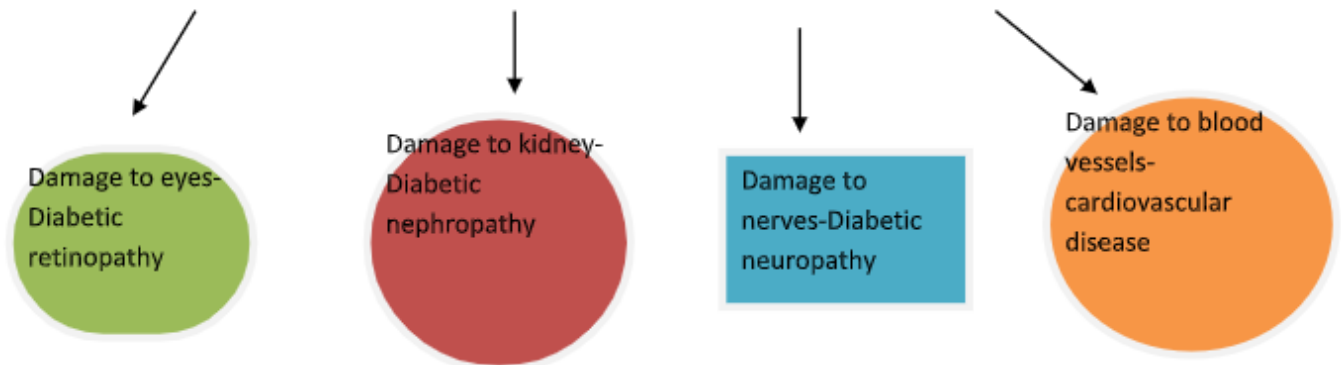 Damage to eyes-
Diabetic
retinopathy
Damage to kidney-
Diabetic
nephropathy
Damage to
nerves-Diabetic
neuropathy
Damage to blood
vessels-
cardiovascular
disease